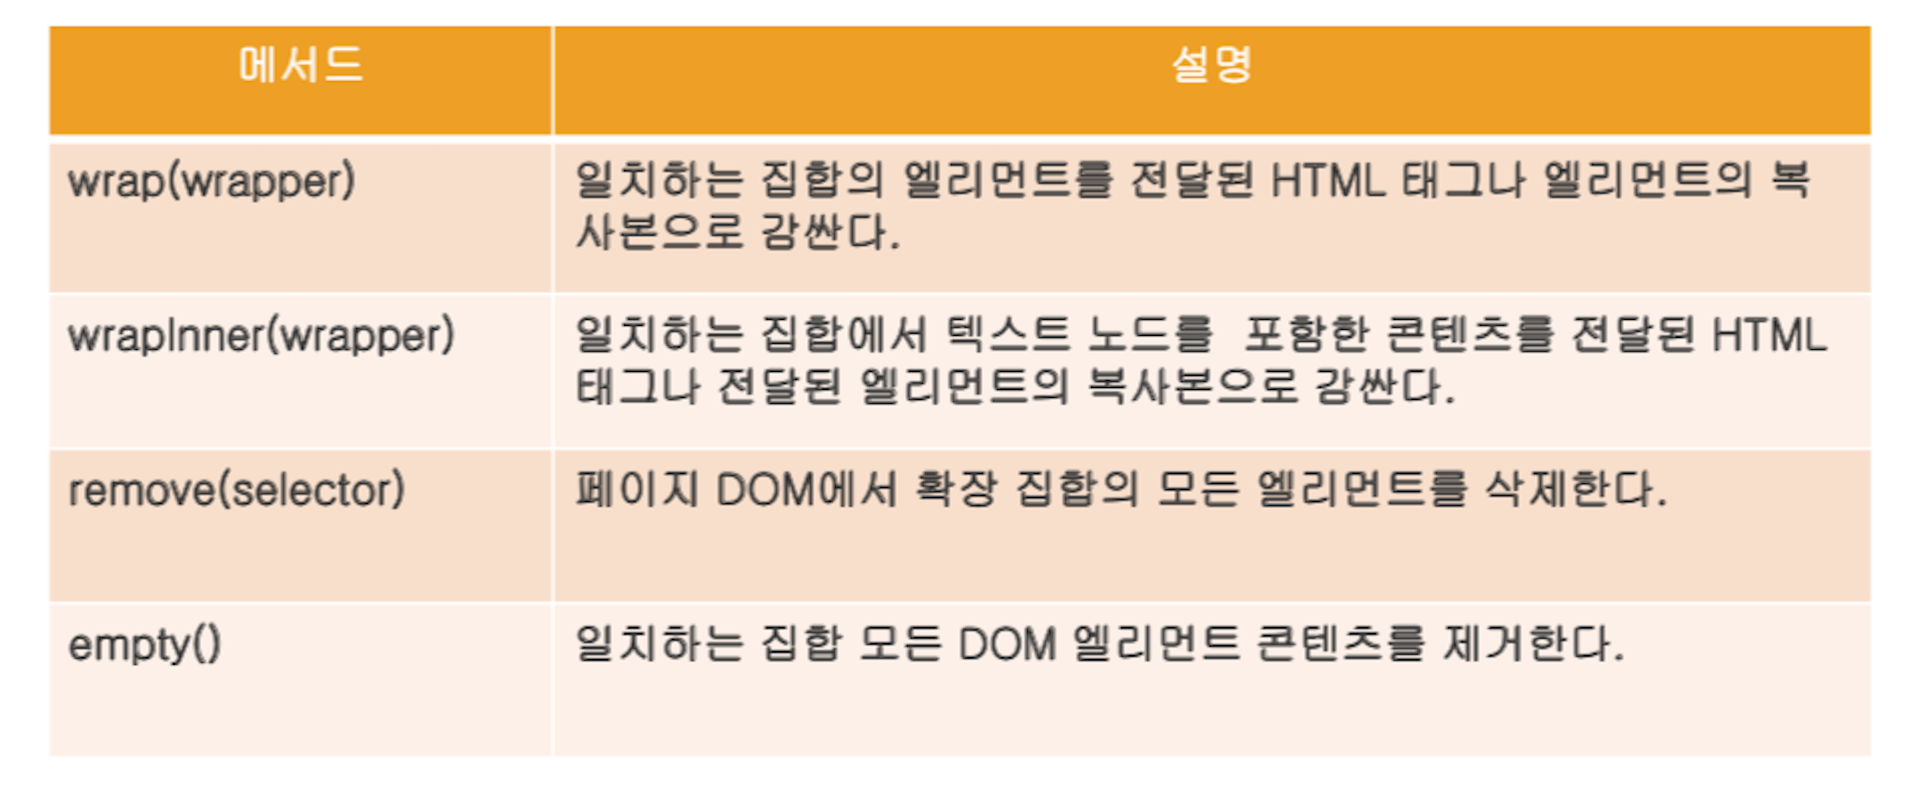 메서드 설명
wrap(wrapper) 일치하는 집합의 엘리먼트를 전달된 HTML 태그나 엘리먼트의 복
사본으로 감싼다.
wrapInner(wrapper) 일치하는 집합에서 텍스트 노드를 포함한 콘텐츠를 전달된 HTML
태그나 전달된 엘리먼트의 복사본으로 감싼다.
remove(selector) 페이지 DOM에서 확장 집합의 모든 엘리먼트를 삭제한다.
empty() 일치하는 집합 모든 DOM 엘리먼트 콘텐츠를 제거한다.